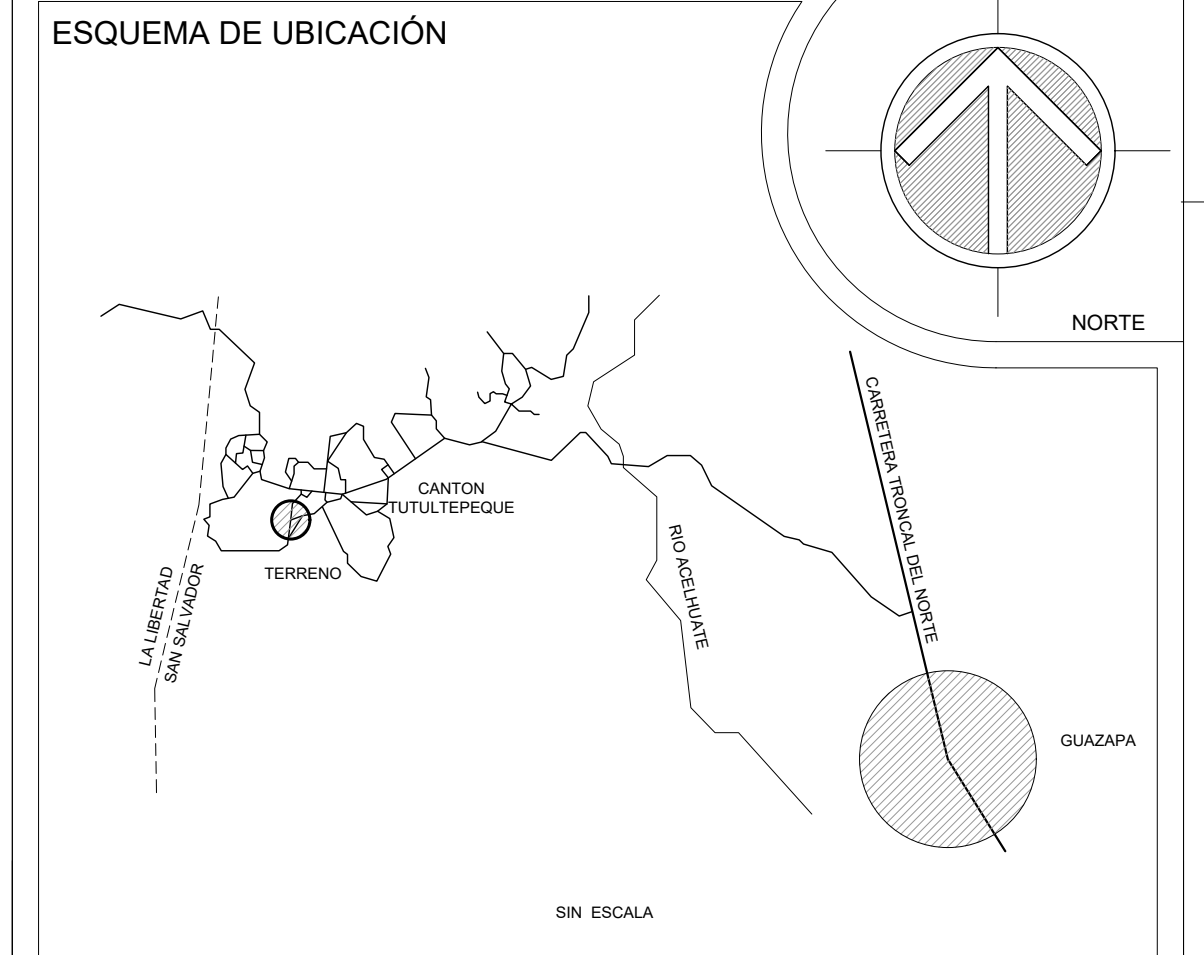 ESQUEMA DE UBICACIÓN
NORTE
CARRETERA TRONCAL DEL NORTE
CANTON
TUTULTEPEQUE
TERRENO
RIO ACELHUATE
LA LIBERTAD
SAN SALVADOR
GUAZAPA
SIN ESCALA